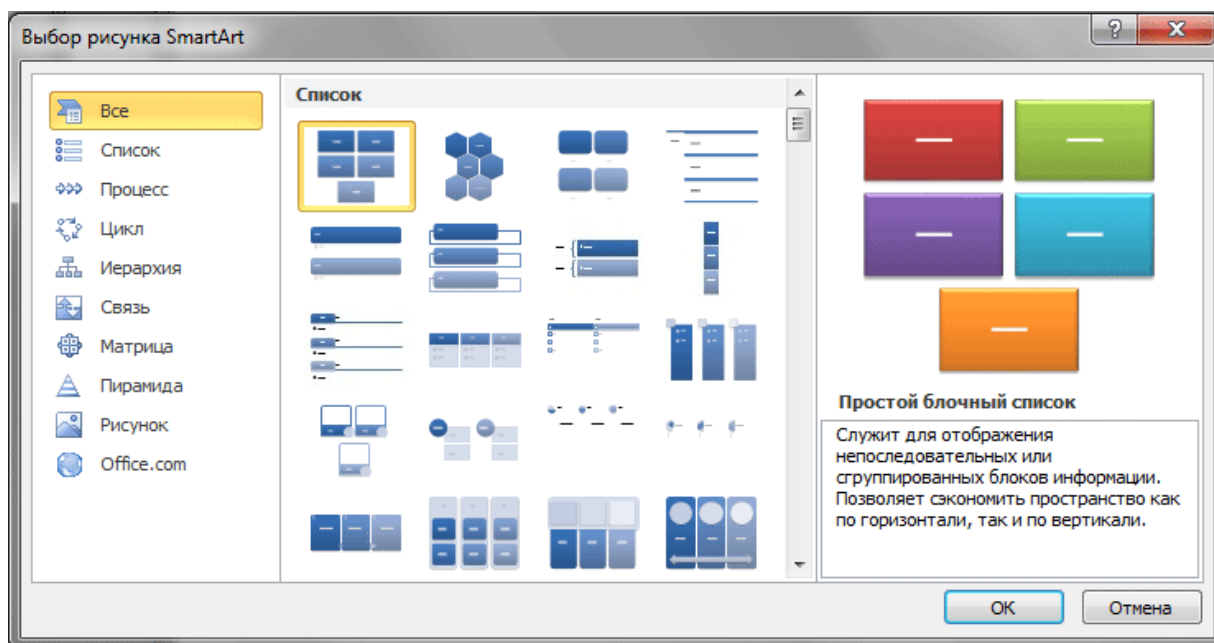 Выбор рисунка SmartArt
Все
Список
Процесс
Цикл
Иерархия
Связь
Матрица
Пирамида
Рисунок
Office.com
Список
Простой блочный список
Служит для отображения
непоследовательных или
сгруппированных блоков информации.
Позволяет сэкономить пространство как
по горизонтали, так и по вертикали.
ОК
Отмена